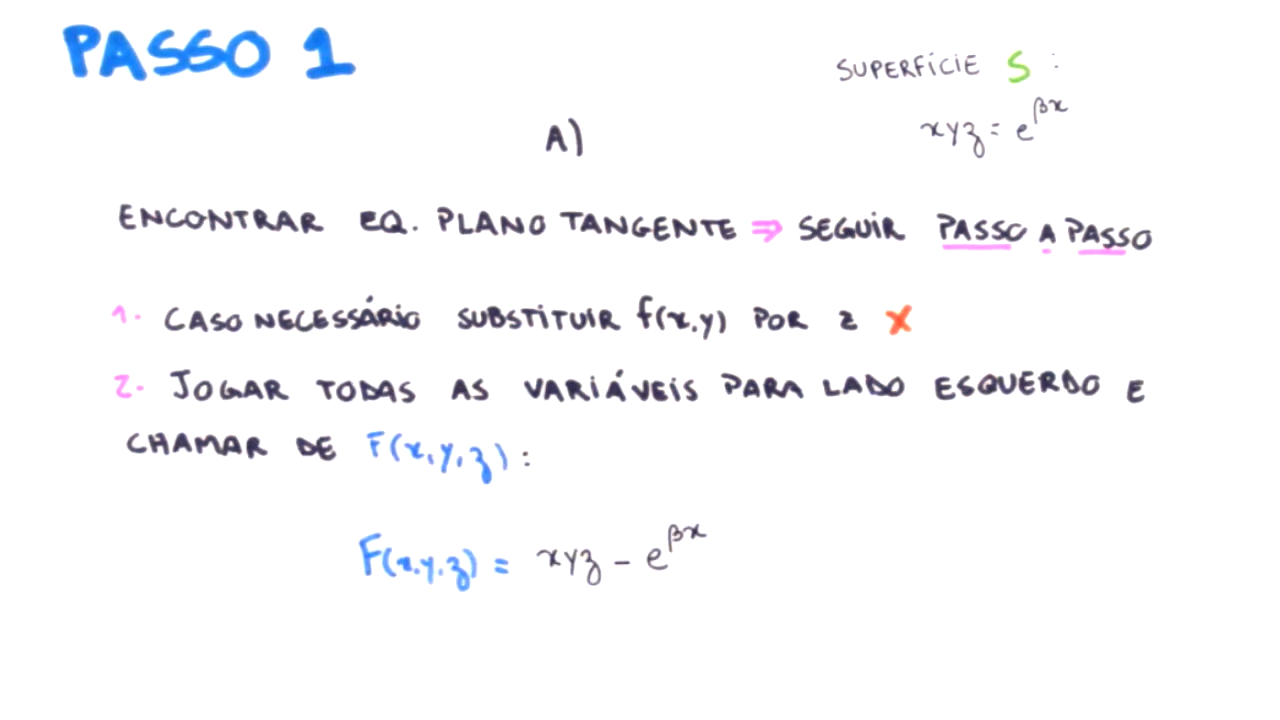 PASSO 1
SUPERFÍCIE S :
xyz = e^{βx}
A)
ENCONTRAR EQ. PLANO TANGENTE ⇒ SEGUIR PASSO A PASSO
1. CASO NECESSÁRIO SUBSTITUIR f(x,y) POR z X
2. JOGAR TODAS AS VARIÁVEIS PARA LADO ESQUERDO E
CHAMAR DE F(x,y,z) :
F(x,y,z) = xyz - e^{βx}